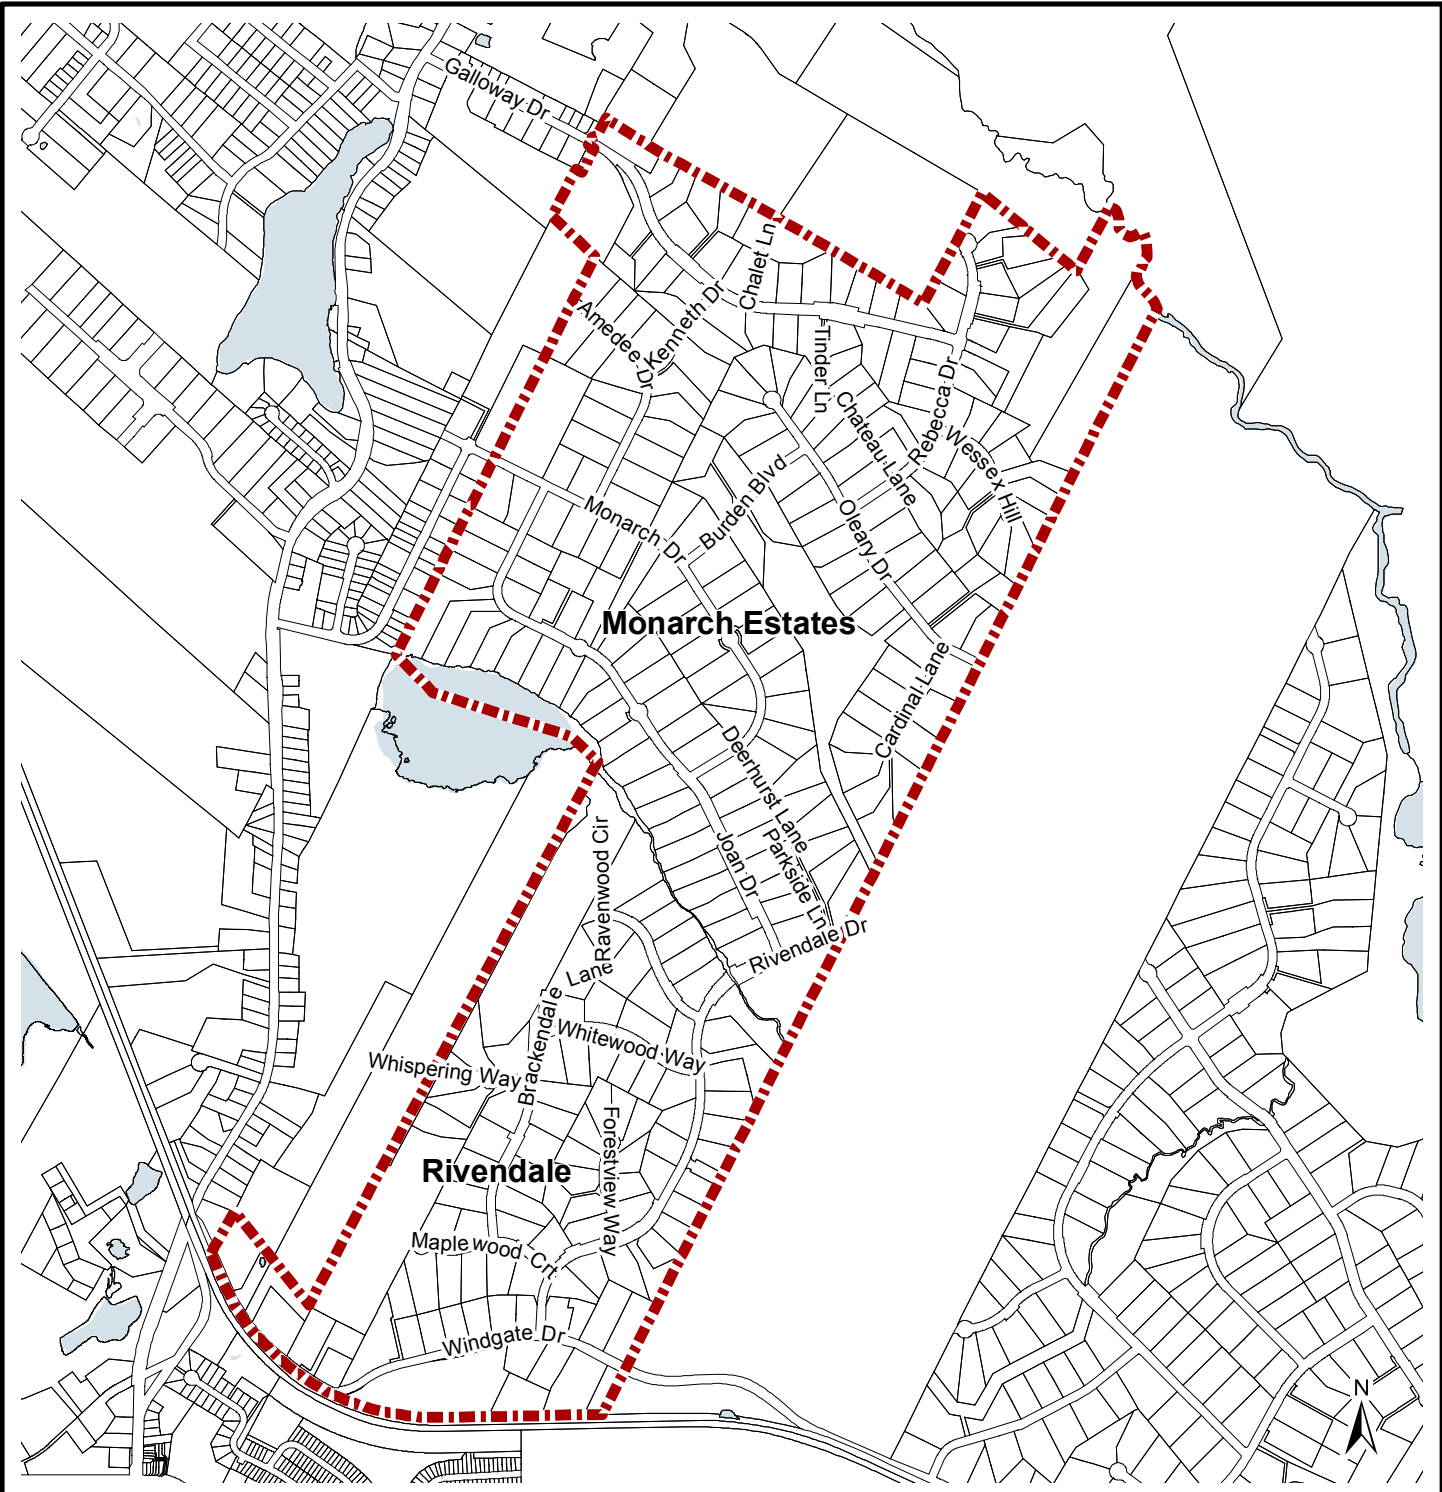 Galloway Dr
Chalet Ln
Kenneth Dr
Amedee Dr
Tinder Ln
Rebecca Dr
Chateau Lane
Wessex Hill
Burden Blvd
Oleary Dr
Monarch Dr
Monarch Estates
Cardinal Lane
Deerhurst Lane
Parkside Ln
Joan Dr
Ravenwood Cir
Rivendale Dr
Brackendale Lane
Whitewood Way
Whispering Way
Forestview Way
Rivendale
Maplewood Crt
Windgate Dr
N